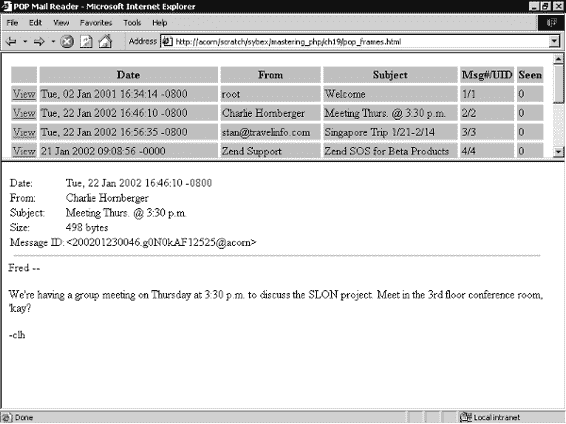 POP Mail Reader - Microsoft Internet Explorer
File Edit View Favorites Tools Help
Address http://acorn/scratch/sybex/mastering_php/ch19/pop_frames.html
Date From Subject Msg#/UID Seen
View Tue, 02 Jan 2001 16:34:14 -0800 root Welcome 1/1 0
View Tue, 22 Jan 2002 16:46:10 -0800 Charlie Hornberger Meeting Thurs. @ 3:30 p.m. 2/2 0
View Tue, 22 Jan 2002 16:56:35 -0800 stan@travelinfo.com Singapore Trip 1/21-2/14 3/3 0
View 21 Jan 2002 09:08:56 -0000 Zend Support Zend SOS for Beta Products 4/4 0
Date: Tue, 22 Jan 2002 16:46:10 -0800
From: Charlie Hornberger
Subject: Meeting Thurs. @ 3:30 p.m.
Size: 498 bytes
Message ID: <200201230046.g0N0kAF12525@acorn>
Fred --
We're having a group meeting on Thursday at 3:30 p.m. to discuss the SLON project. Meet in the 3rd floor conference room,
'kay?
-clh
Done Local intranet